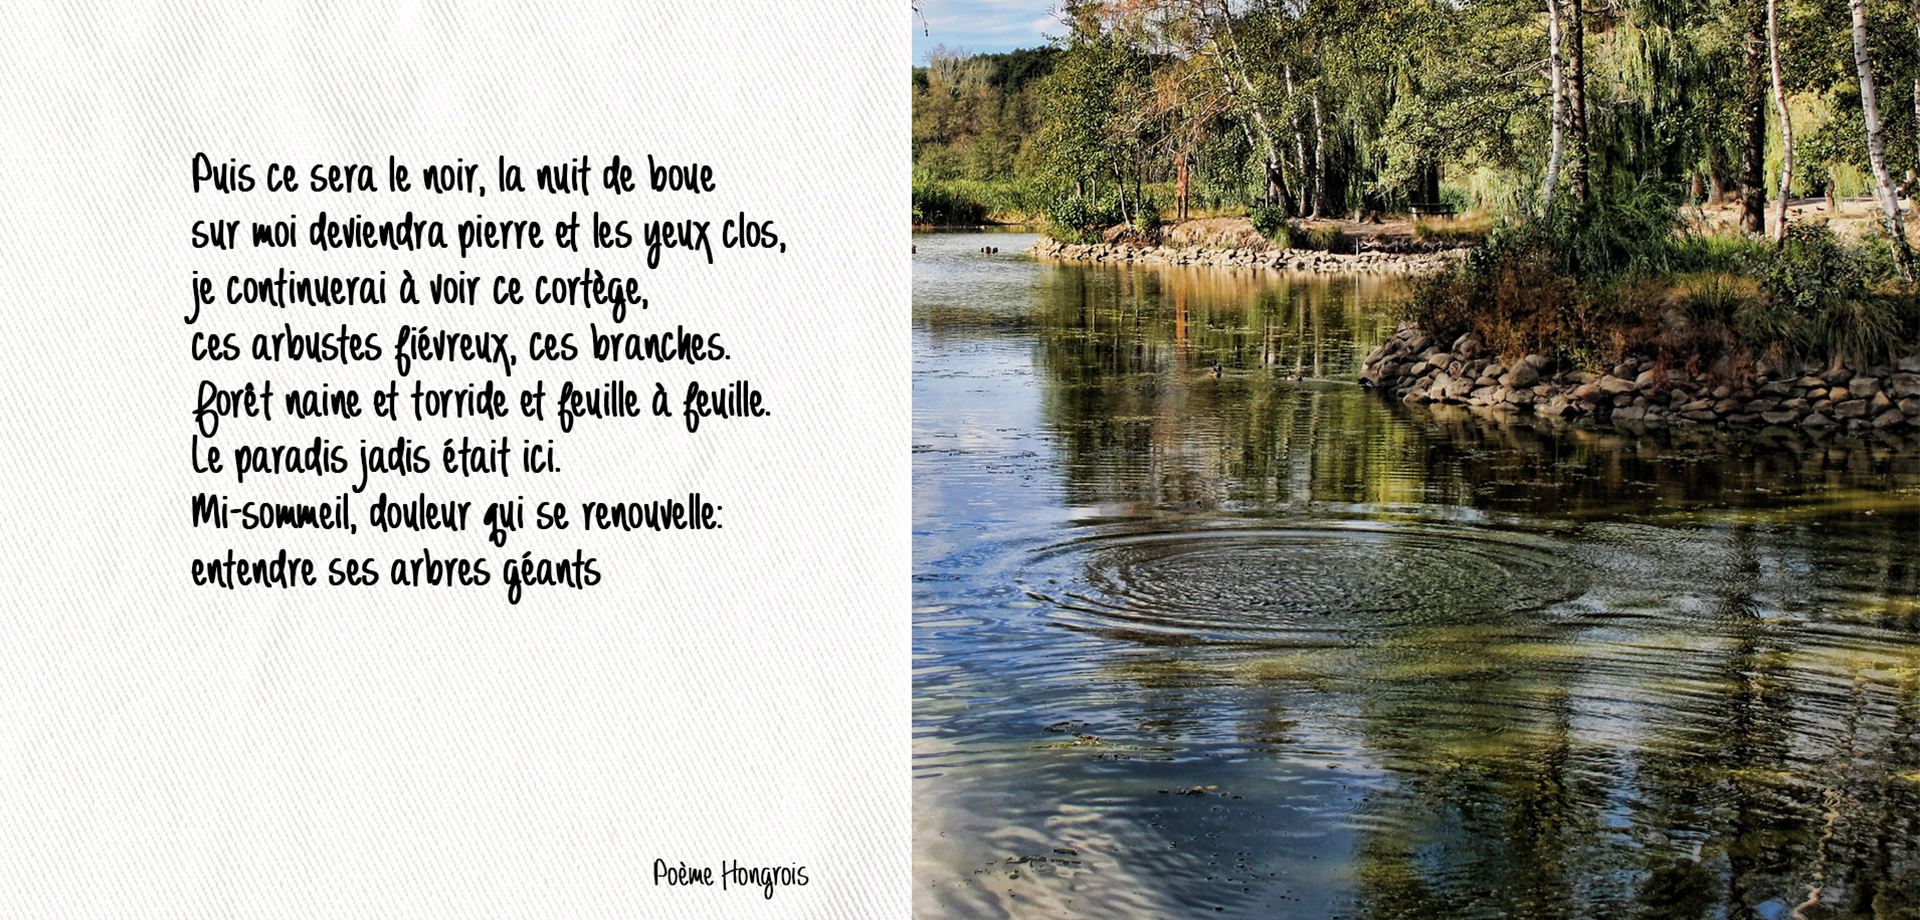 Puis ce sera le noir, la nuit de boue
sur moi deviendra pierre et les yeux clos,
je continuerai à voir ce cortège,
ces arbustes fiévreux, ces branches.
Forêt naine et torride et feuille à feuille.
Le paradis jadis était ici.
Mi-sommeil, douleur qui se renouvelle:
entendre ses arbres géants
Poème Hongrois